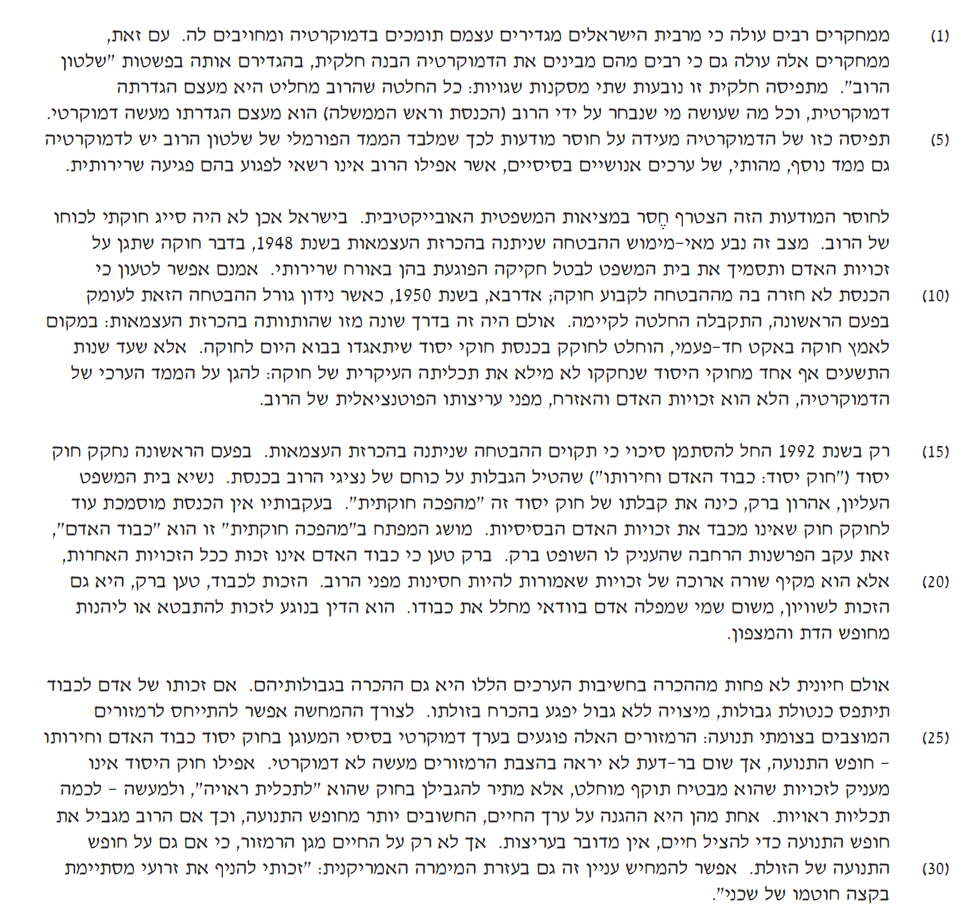 (1) ממחקרים רבים עולה כי מרבית הישראלים מגדירים עצמם תומכים בדמוקרטיה ומחויבים לה. עם זאת,
ממחקרים אלה עולה גם כי רבים מהם מבינים את הדמוקרטיה הבנה חלקית, בהגדירם אותה בפשטות "שלטון
הרוב". מתפיסה חלקית זו נובעות שתי מסקנות שגויות: כל החלטה שהרוב מחליט היא מעצם הגדרתה
דמוקרטית, וכל מה שעושה מי שנבחר על ידי הרוב (הכנסת וראש הממשלה) הוא מעצם הגדרתו מעשה דמוקרטי.
(5) תפיסה כזו של הדמוקרטיה מעידה על חוסר מודעות לכך שמלבד הממד הפורמלי של שלטון הרוב יש לדמוקרטיה
גם ממד נוסף, מהותי, של ערכים אנושיים בסיסיים, אשר אפילו הרוב אינו רשאי לפגוע בהם פגיעה שרירותית.
לחוסר המודעות הזה הצטרף חֶסר במציאות המשפטית האובייקטיבית. בישראל אכן לא היה סייג חוקתי לכוחו
של הרוב. מצב זה נבע מאי-מימוש ההבטחה שניתנה בהכרזת העצמאות בשנת 1948, בדבר חוקה שתגן על
זכויות האדם ותסמיך את בית המשפט לבטל חקיקה הפוגעת בהן באורח שרירותי. אמנם אפשר לטעון כי
(10) הכנסת לא חזרה בה מההבטחה לקבוע חוקה; אדרבא, בשנת 1950, כאשר נידון גורל ההבטחה הזאת לעומק
בפעם הראשונה, התקבלה החלטה לקיימה. אולם היה זה בדרך שונה מזו שהותוותה בהכרזת העצמאות: במקום
לאמץ חוקה באקט חד-פעמי, הוחלט לחוקק בכנסת חוקי יסוד שיתאגדו בבוא היום לחוקה. אלא שעד שנות
התשעים אף אחד מחוקי היסוד שנחקקו לא מילא את תכליתה העיקרית של חוקה: להגן על הממד הערכי של
הדמוקרטיה, הלא הוא זכויות האדם והאזרח, מפני עריצותו הפוטנציאלית של הרוב.
(15) רק בשנת 1992 החל להסתמן סיכוי כי תקוים ההבטחה שניתנה בהכרזת העצמאות. בפעם הראשונה נחקק חוק
יסוד ("חוק יסוד: כבוד האדם וחירותו") שהטיל הגבלות על כוחם של נציגי הרוב בכנסת. נשיא בית המשפט
העליון, אהרון ברק, כינה את קבלתו של חוק יסוד זה "מהפכה חוקתית". בעקבותיו אין הכנסת מוסמכת עוד
לחוקק חוק שאינו מכבד את זכויות האדם הבסיסיות. מושג המפתח ב"מהפכה חוקתית" זו הוא "כבוד האדם",
זאת עקב הפרשנות הרחבה שהעניק לו השופט ברק. ברק טען כי כבוד האדם אינו זכות ככל הזכויות האחרות,
(20) אלא הוא מקיף שורה ארוכה של זכויות שאמורות להיות חסינות מפני הרוב. הזכות לכבוד, טען ברק, היא גם
הזכות לשוויון, משום שמי שמפלה אדם בוודאי מחלל את כבודו. הוא הדין בנוגע לזכות להתבטא או ליהנות
מחופש הדת והמצפון.
אולם חיונית לא פחות מההכרה בחשיבות הערכים הללו היא גם ההכרה בגבולותיהם. אם זכותו של אדם לכבוד
תיתפס כנטולת גבולות, מיצויה ללא גבול יפגע בהכרח בזולתו. לצורך ההמחשה אפשר להתייחס לרמזורים
(25) המוצבים בצומתי תנועה: הרמזורים האלה פוגעים בערך דמוקרטי בסיסי המעוגן בחוק יסוד כבוד האדם וחירותו
- חופש התנועה, אך שום בר-דעת לא יראה בהצבת הרמזורים מעשה לא דמוקרטי. אפילו חוק היסוד אינו
מעניק לזכויות שהוא מבטיח תוקף מוחלט, אלא מתיר להגבילן בחוק שהוא "לתכלית ראויה", ולמעשה - לכמה
תכליות ראויות. אחת מהן היא ההגנה על ערך החיים, החשובים יותר מחופש התנועה, וכך אם הרוב מגביל את
חופש התנועה כדי להציל חיים, אין מדובר בעריצות. אך לא רק על החיים מגן הרמזור, כי אם גם על חופש
(30) התנועה של הזולת. אפשר להמחיש עניין זה גם בעזרת המימרה האמריקנית: "זכותי להניף את זרועי מסתיימת
בקצה חוטמו של שכני".